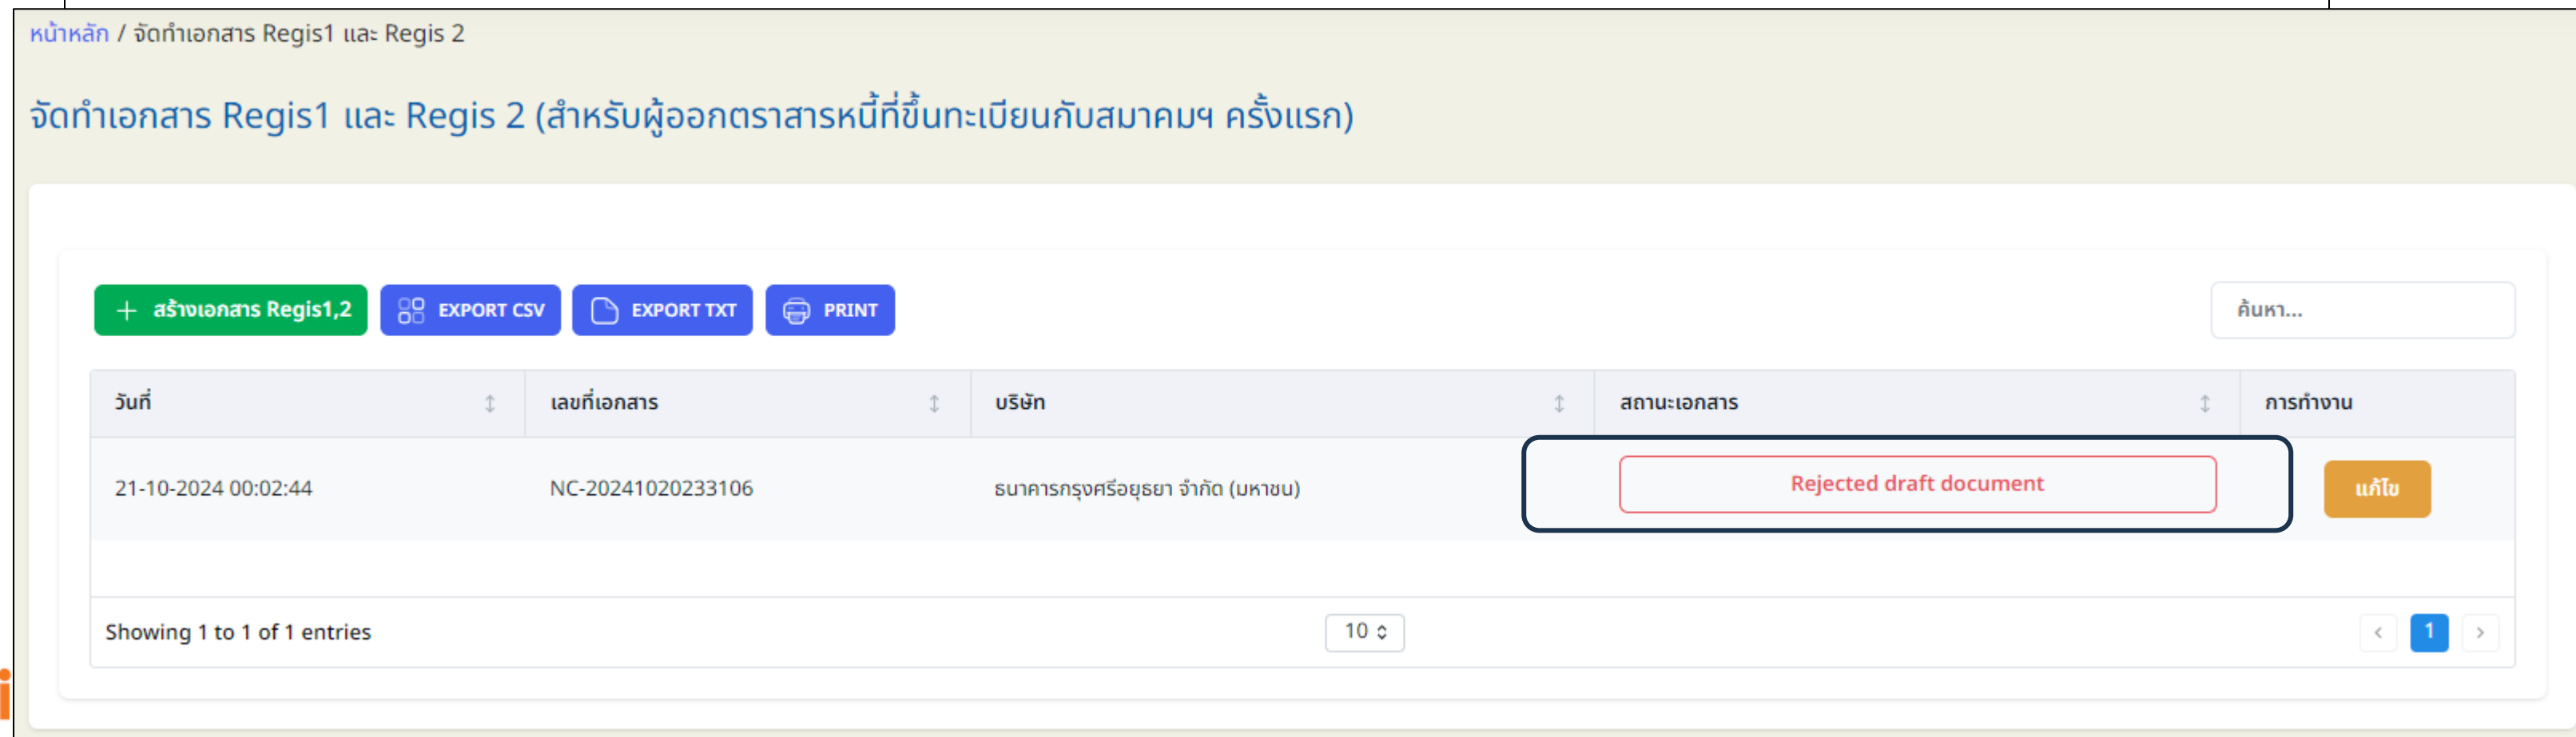 หน้าหลัก / จัดทำเอกสาร Regis1 และ Regis 2
จัดทำเอกสาร Regis1 และ Regis 2 (สำหรับผู้ออกตราสารหนี้ที่ขึ้นทะเบียนกับสมาคมฯ ครั้งแรก)
+ สร้างเอกสาร Regis1,2 EXPORT CSV EXPORT TXT PRINT ค้นหา...
วันที่ เลขที่เอกสาร บริษัท สถานะเอกสาร การทำงาน
21-10-2024 00:02:44 NC-20241020233106 ธนาคารกรุงศรีอยุธยา จำกัด (มหาชน) Rejected draft document แก้ไข
Showing 1 to 1 of 1 entries 10 < 1 >
i